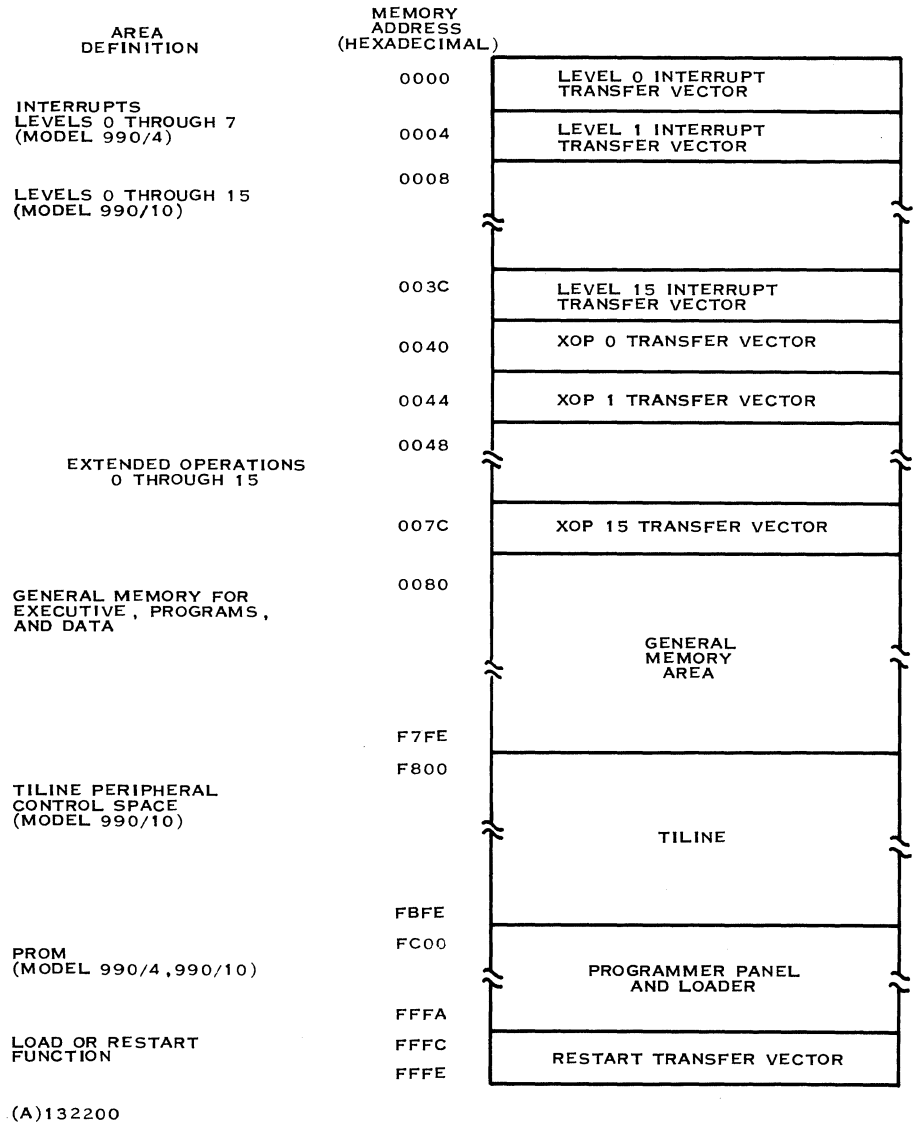 AREA
DEFINITION
MEMORY
ADDRESS
(HEXADECIMAL)
0000
LEVEL 0 INTERRUPT
TRANSFER VECTOR
INTERRUPTS
LEVELS 0 THROUGH 7
(MODEL 990/4)
0004
LEVEL 1 INTERRUPT
TRANSFER VECTOR
0008
LEVELS 0 THROUGH 15
(MODEL 990/10)
003C
LEVEL 15 INTERRUPT
TRANSFER VECTOR
0040
XOP 0 TRANSFER VECTOR
0044
XOP 1 TRANSFER VECTOR
0048
EXTENDED OPERATIONS
0 THROUGH 15
007C
XOP 15 TRANSFER VECTOR
0080
GENERAL MEMORY FOR
EXECUTIVE, PROGRAMS,
AND DATA
GENERAL
MEMORY
AREA
F7FE
F800
TILINE PERIPHERAL
CONTROL SPACE
(MODEL 990/10)
TILINE
FBFE
FC00
PROM
(MODEL 990/4,990/10)
PROGRAMMER PANEL
AND LOADER
FFFA
LOAD OR RESTART
FUNCTION
FFFC
RESTART TRANSFER VECTOR
FFFE
(A)132200